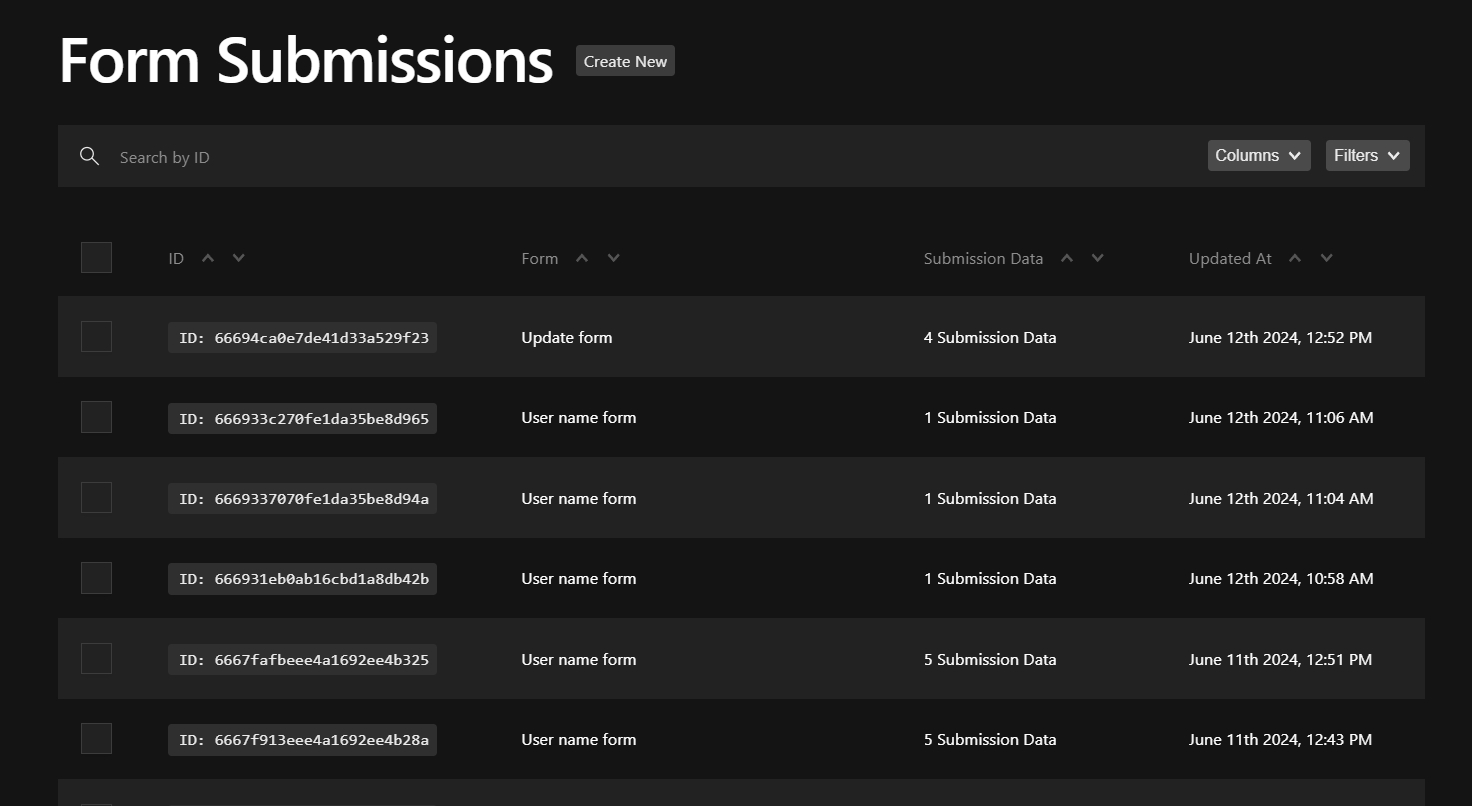 Form Submissions Create New
Search by ID Columns Filters
ID Form Submission Data Updated At
ID: 66694ca0e7de41d33a529f23 Update form 4 Submission Data June 12th 2024, 12:52 PM
ID: 666933c270fe1da35be8d965 User name form 1 Submission Data June 12th 2024, 11:06 AM
ID: 6669337070fe1da35be8d94a User name form 1 Submission Data June 12th 2024, 11:04 AM
ID: 666931eb0ab16cbd1a8db42b User name form 1 Submission Data June 12th 2024, 10:58 AM
ID: 6667fafbeee4a1692ee4b325 User name form 5 Submission Data June 11th 2024, 12:51 PM
ID: 6667f913eee4a1692ee4b28a User name form 5 Submission Data June 11th 2024, 12:43 PM